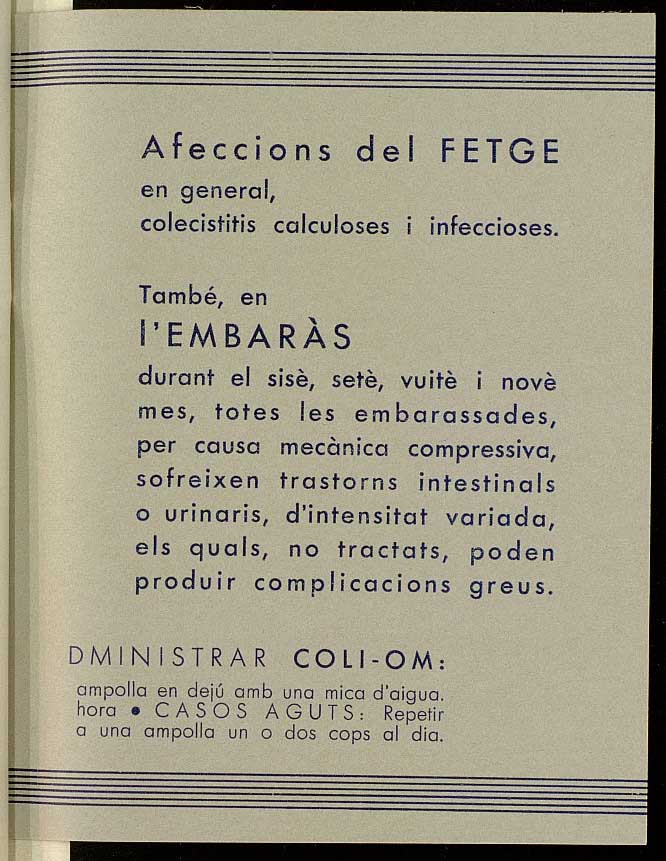 Afeccions del FETGE
en general,
colecistitis calculoses i infeccioses.
També, en
l'EMBARÀS
durant el sisè, setè, vuitè i novè
mes, totes les embarassades,
per causa mecànica compressiva,
sofreixen trastorns intestinals
o urinaris, d'intensitat variada,
els quals, no tractats, poden
produir complicacions greus.
DMINISTRAR COLI-OM:
ampolla en dejú amb una mica d'aigua.
hora • CASOS AGUTS: Repetir
a una ampolla un o dos cops al dia.